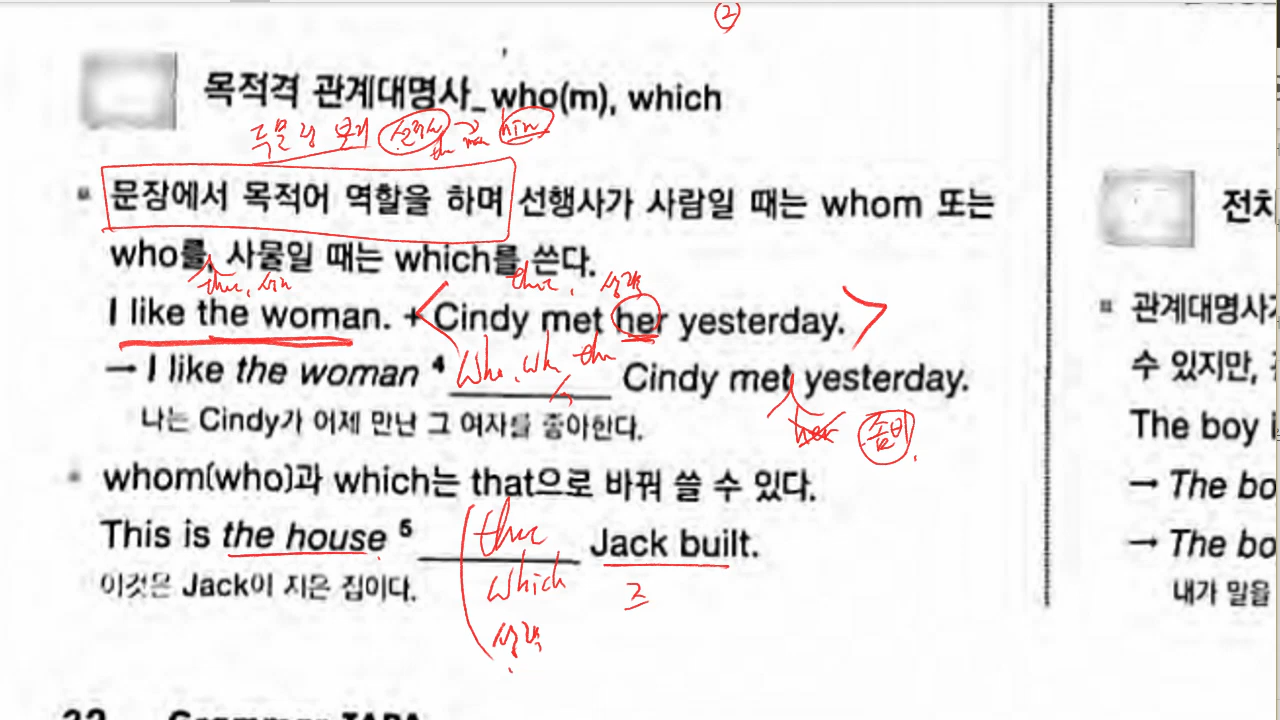 ②
목적격 관계대명사_who(m), which
■ 문장에서 목적어 역할을 하며 선행사가 사람일 때는 whom 또는
who를, 사물일 때는 which를 쓴다.
생략
I like the woman. + Cindy met her yesterday.
→ I like the woman ⁴ ________ Cindy met yesterday.
나는 Cindy가 어제 만난 그 여자를 좋아한다.
her
■ whom(who)과 which는 that으로 바꿔 쓸 수 있다.
This is the house ⁵ ________ Jack built.
which
이것은 Jack이 지은 집이다.
생략
전치
■ 관계대명사
수 있지만,
The boy i
→ The bo
→ The bo
내가 말을